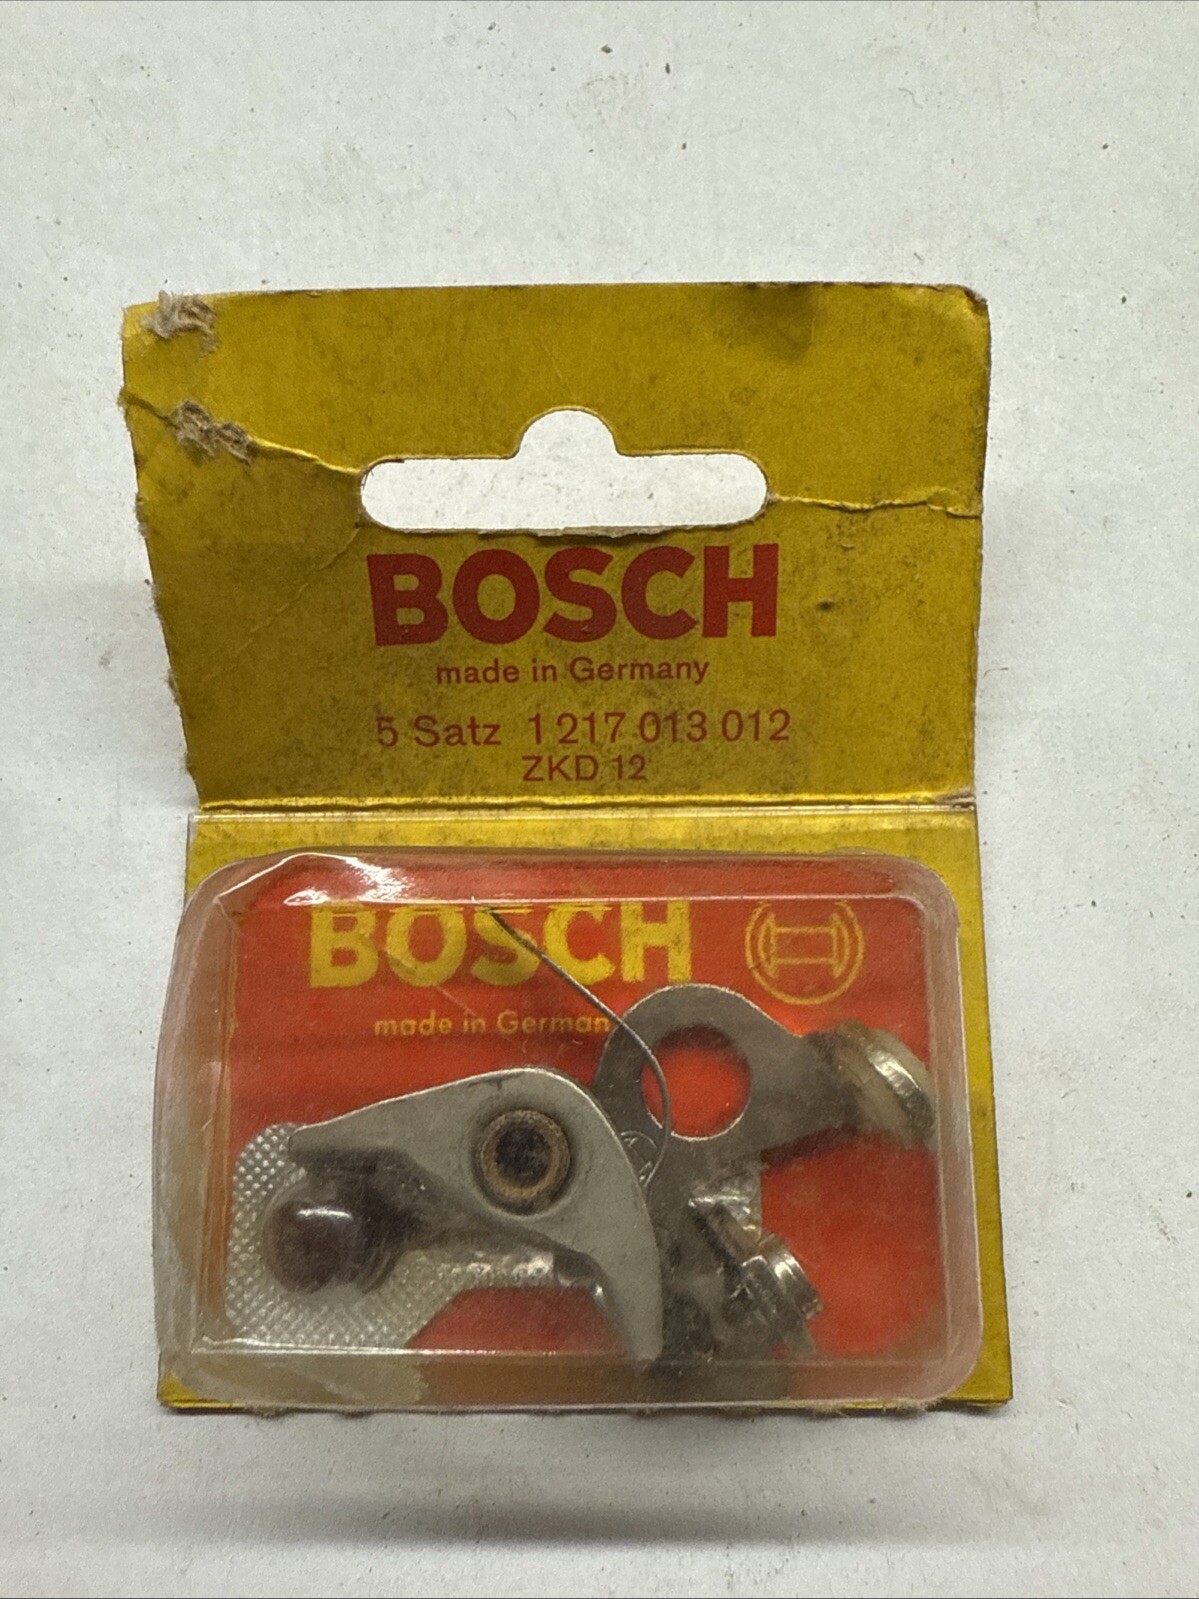 BOSCH
made in Germany
5 Satz 1 217 013 012
ZKD 12
BOSCH
made in German